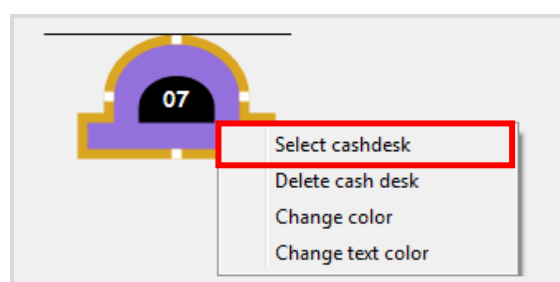 07
Select cashdesk
Delete cash desk
Change color
Change text color